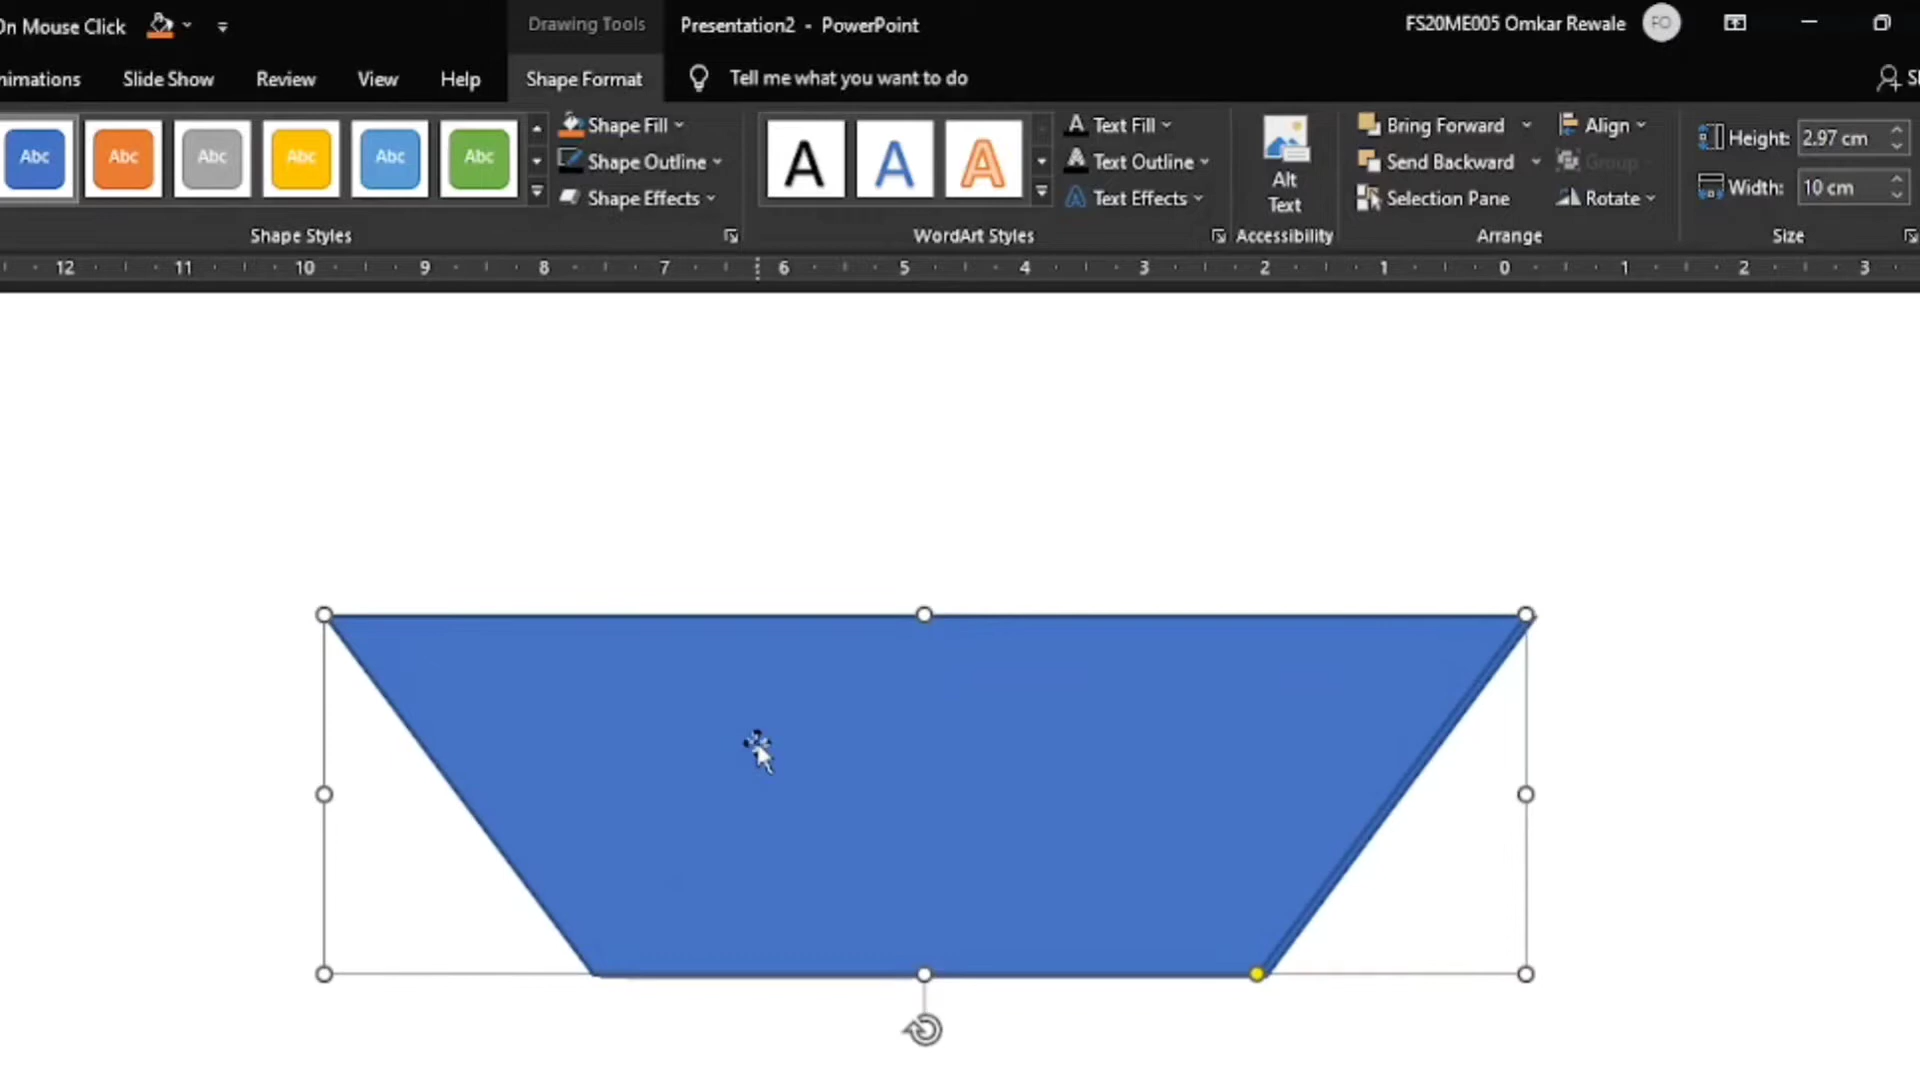 On Mouse Click
Drawing Tools
Presentation2 - PowerPoint
FS20ME005 Omkar Rewale
FO
nimations
Slide Show
Review
View
Help
Shape Format
Tell me what you want to do
Abc
Abc
Abc
Abc
Abc
Abc
Shape Fill
Shape Outline
Shape Effects
Shape Styles
A
A
A
Text Fill
Text Outline
Text Effects
WordArt Styles
Alt
Text
Accessibility
Bring Forward
Send Backward
Selection Pane
Align
Group
Rotate
Arrange
Height: 2.97 cm
Width: 10 cm
Size
12 11 10 9 8 7 6 5 4 3 2 1 0 1 2 3